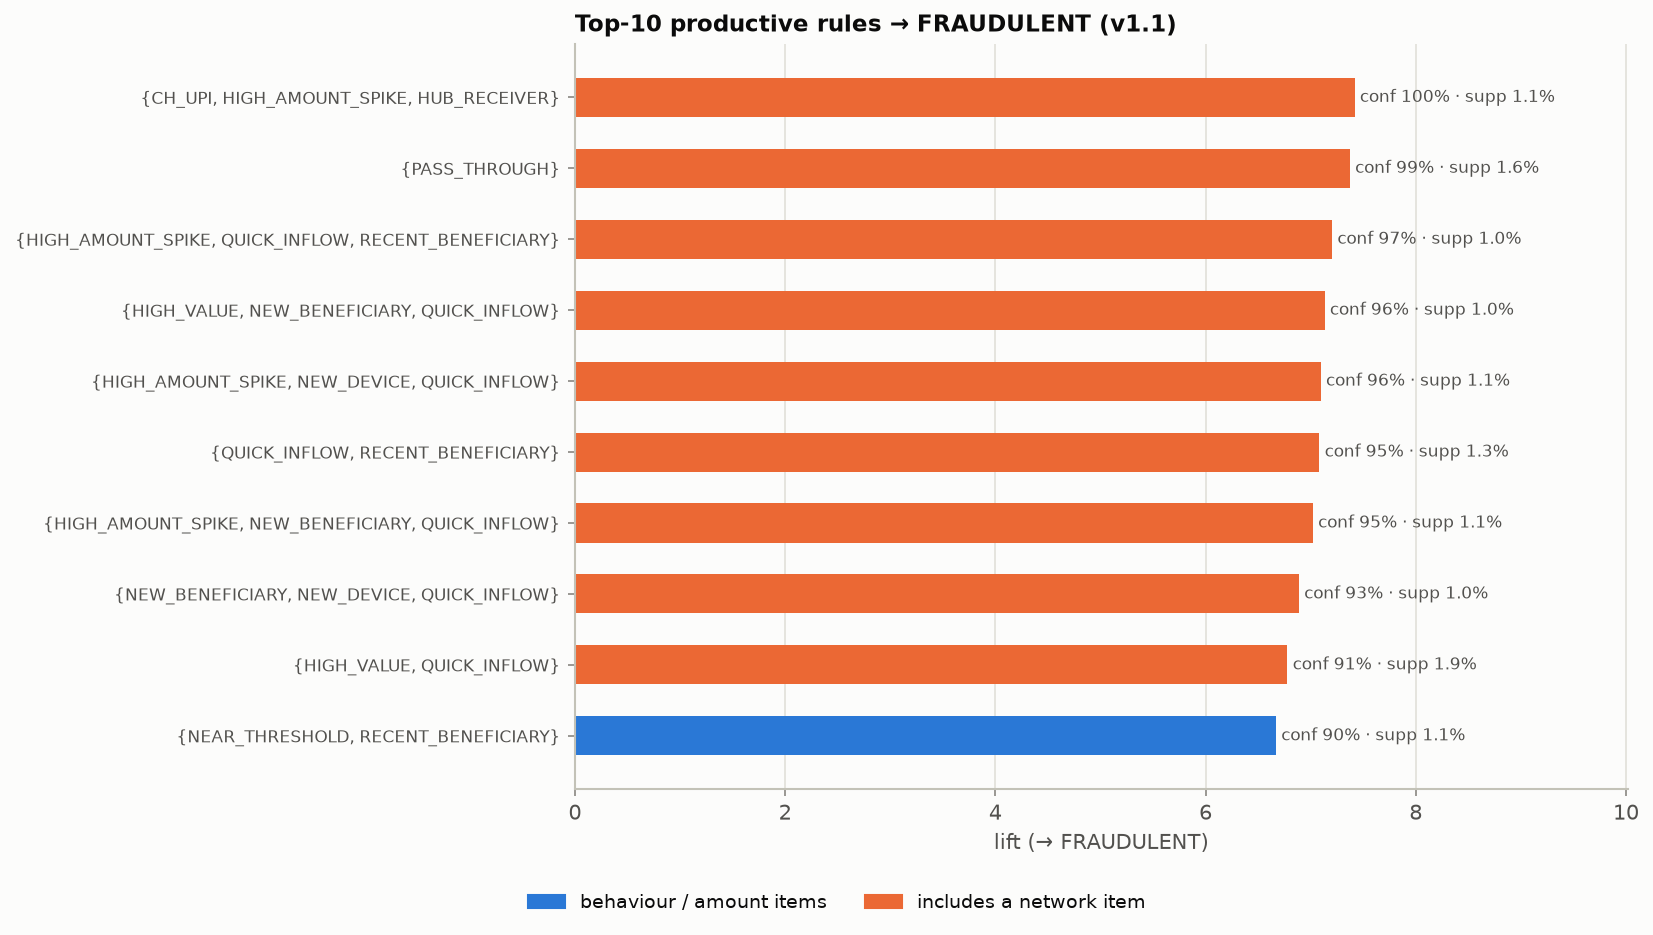 Top-10 productive rules → FRAUDULENT (v1.1)
{CH_UPI, HIGH_AMOUNT_SPIKE, HUB_RECEIVER} conf 100% · supp 1.1%
{PASS_THROUGH} conf 99% · supp 1.6%
{HIGH_AMOUNT_SPIKE, QUICK_INFLOW, RECENT_BENEFICIARY} conf 97% · supp 1.0%
{HIGH_VALUE, NEW_BENEFICIARY, QUICK_INFLOW} conf 96% · supp 1.0%
{HIGH_AMOUNT_SPIKE, NEW_DEVICE, QUICK_INFLOW} conf 96% · supp 1.1%
{QUICK_INFLOW, RECENT_BENEFICIARY} conf 95% · supp 1.3%
{HIGH_AMOUNT_SPIKE, NEW_BENEFICIARY, QUICK_INFLOW} conf 95% · supp 1.1%
{NEW_BENEFICIARY, NEW_DEVICE, QUICK_INFLOW} conf 93% · supp 1.0%
{HIGH_VALUE, QUICK_INFLOW} conf 91% · supp 1.9%
{NEAR_THRESHOLD, RECENT_BENEFICIARY} conf 90% · supp 1.1%
0 2 4 6 8 10
lift (→ FRAUDULENT)
behaviour / amount items includes a network item